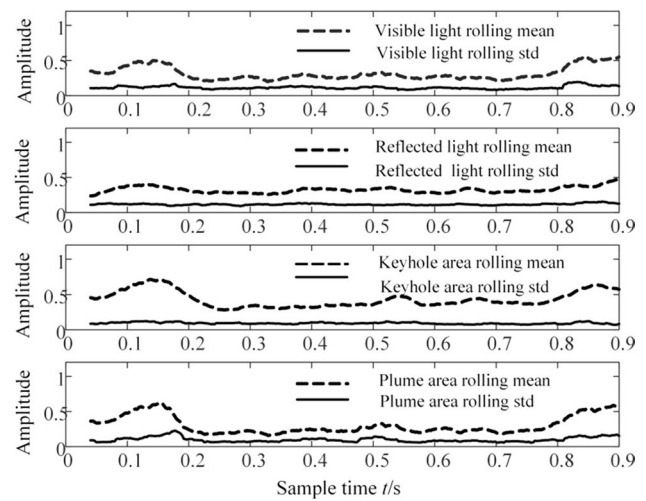 Amplitude
1
0.5
0
Visible light rolling mean
Visible light rolling std
0 0.1 0.2 0.3 0.4 0.5 0.6 0.7 0.8 0.9
Amplitude
1
0.5
0
Reflected light rolling mean
Reflected light rolling std
0 0.1 0.2 0.3 0.4 0.5 0.6 0.7 0.8 0.9
Amplitude
1
0.5
0
Keyhole area rolling mean
Keyhole area rolling std
0 0.1 0.2 0.3 0.4 0.5 0.6 0.7 0.8 0.9
Amplitude
1
0.5
0
Plume area rolling mean
Plume area rolling std
0 0.1 0.2 0.3 0.4 0.5 0.6 0.7 0.8 0.9
Sample time t/s